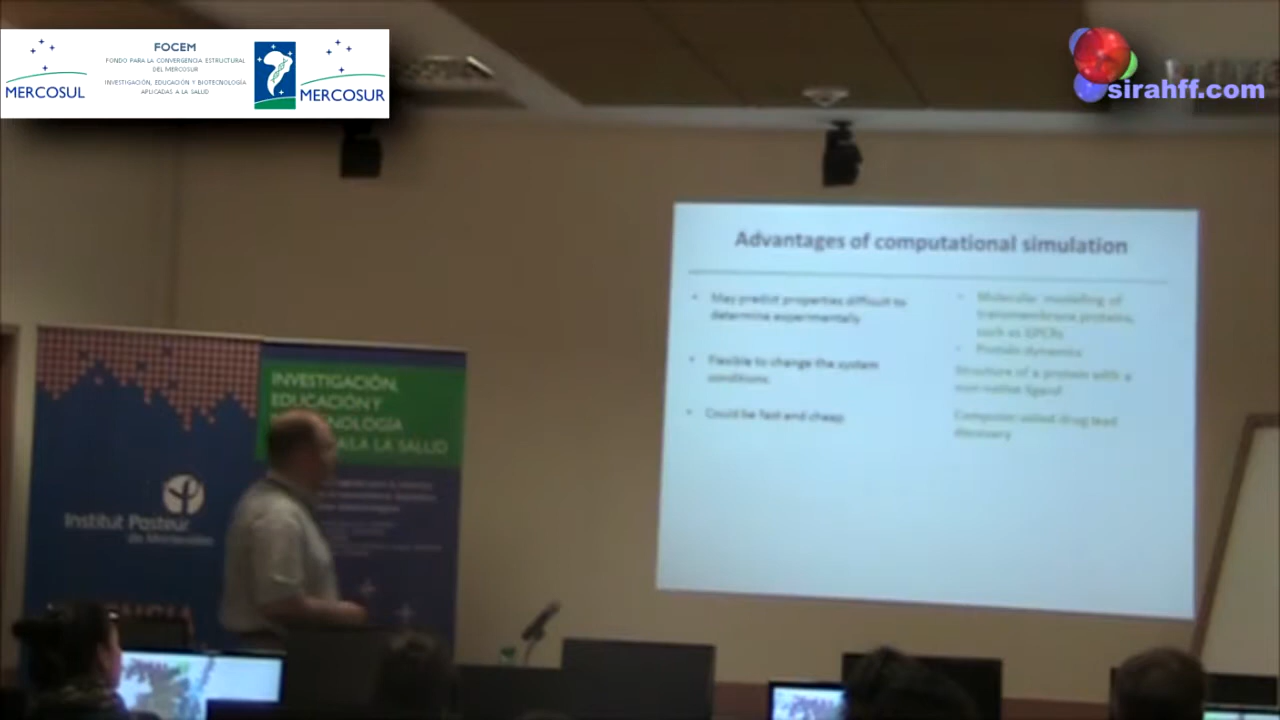 MERCOSUL
FOCEM
FONDO PARA LA CONVERGENCIA ESTRUCTURAL
DEL MERCOSUR
INVESTIGACIÓN, EDUCACIÓN Y BIOTECNOLOGÍA
APLICADAS A LA SALUD
MERCOSUR
sirahff.com
Advantages of computational simulation
• May predict properties difficult to
determine experimentally
• Flexible to change the system
conditions.
• Could be fast and cheap
• Molecular modelling of
transmembrane proteins,
such as GPCRs
• Protein dynamics
Structure of a protein with a
non-native ligand
Computer-aided drug lead
discovery
INVESTIGACIÓN,
EDUCACIÓN Y
NOLOGÍA
A LA SALUD
Institut Pasteur
de Montevideo